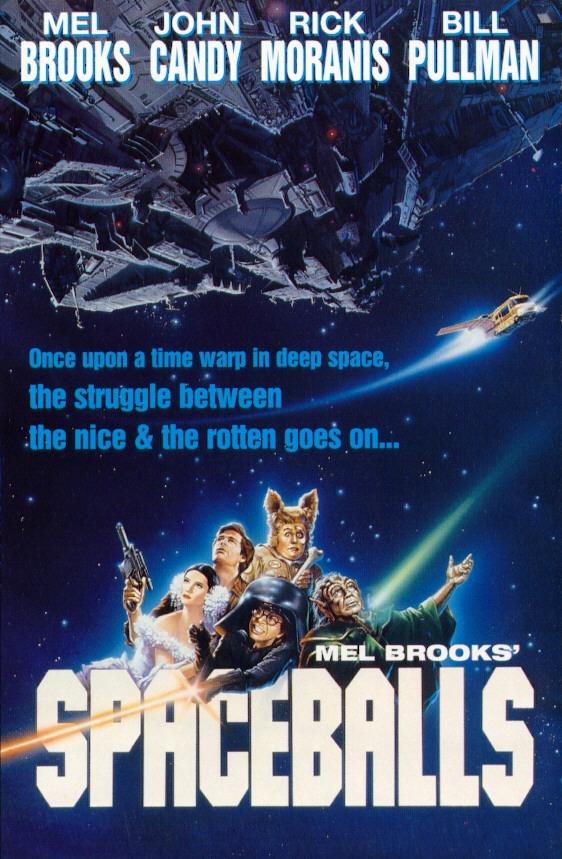 MEL JOHN RICK BILL
BROOKS CANDY MORANIS PULLMAN
Once upon a time warp in deep space,
the struggle between
the nice & the rotten goes on...
MEL BROOKS'
SPACEBALLS